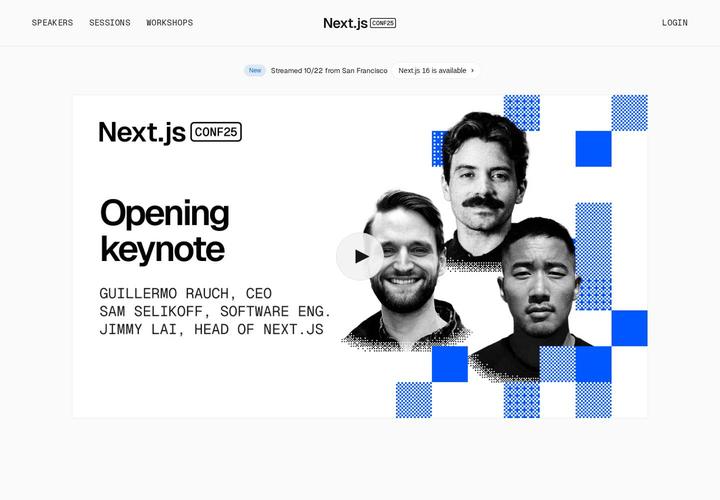 SPEAKERS SESSIONS WORKSHOPS Next.js CONF25 LOGIN
New Streamed 10/22 from San Francisco Next.js 16 is available ›
Next.js CONF25
Opening
keynote
GUILLERMO RAUCH, CEO
SAM SELIKOFF, SOFTWARE ENG.
JIMMY LAI, HEAD OF NEXT.JS